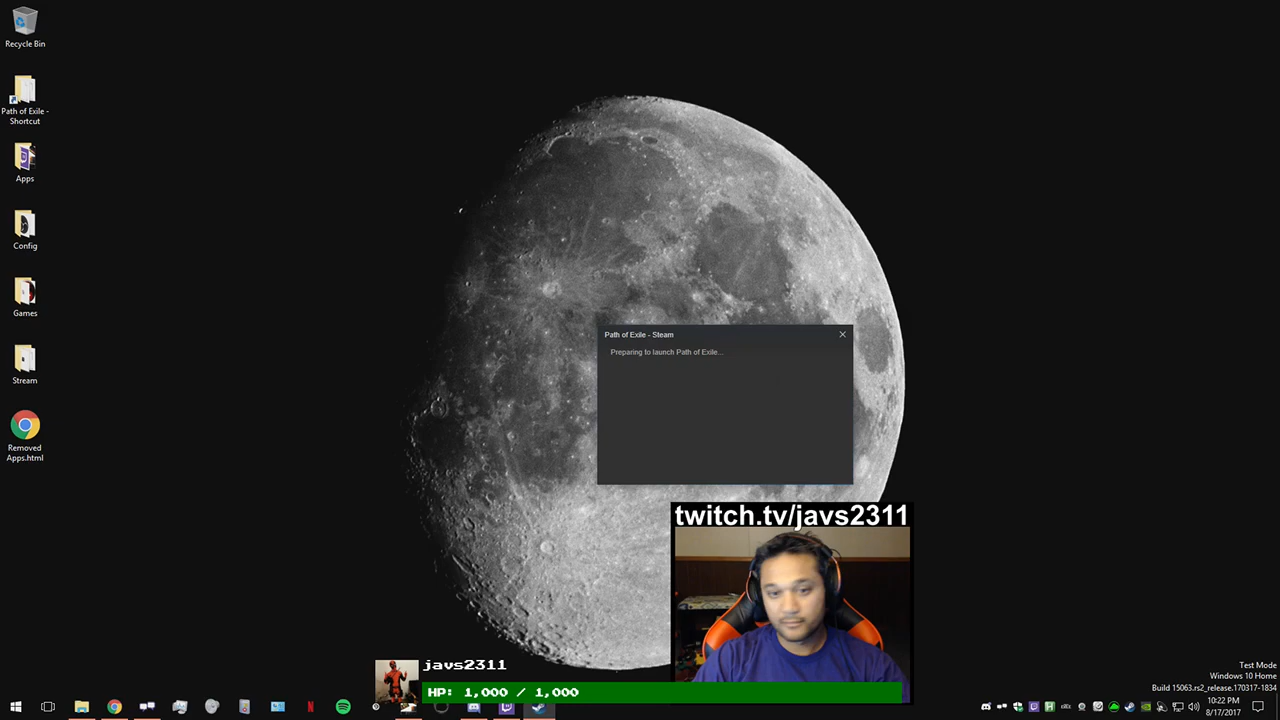 Recycle Bin
Path of Exile -
Shortcut
Apps
Config
Games
Stream
Removed
Apps.html
Path of Exile - Steam
Preparing to launch Path of Exile...
twitch.tv/javs2311
javs2311
HP: 1,000 / 1,000
Test Mode
Windows 10 Home
Build 15063.rs2_release.170317-1834
10:22 PM
8/17/2017